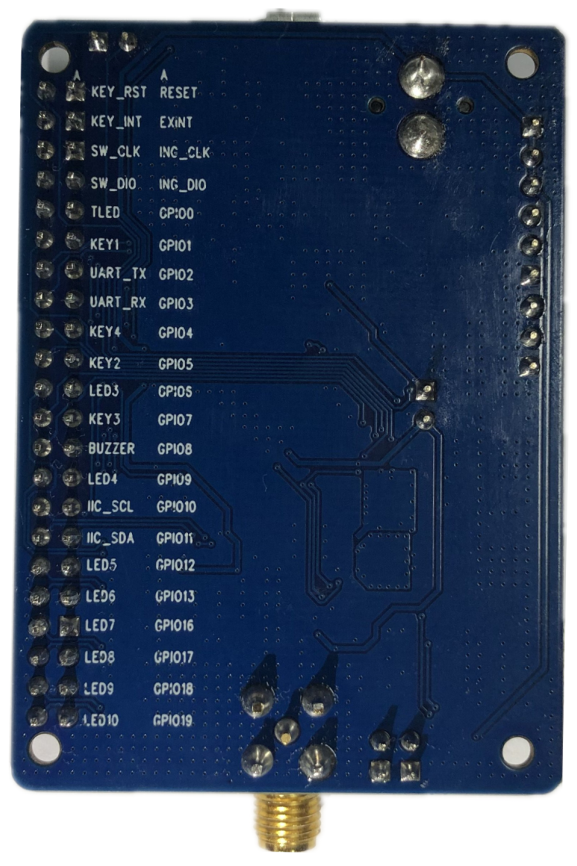 A A
KEY_RST RESET
KEY_INT EXINT
SW_CLK ING_CLK
SW_DIO ING_DIO
TLED GPIO0
KEY1 GPIO1
UART_TX GPIO2
UART_RX GPIO3
KEY4 GPIO4
KEY2 GPIO5
LED3 GPIO6
KEY3 GPIO7
BUZZER GPIO8
LED4 GPIO9
IIC_SCL GPIO10
IIC_SDA GPIO11
LED5 GPIO12
LED6 GPIO13
LED7 GPIO16
LED8 GPIO17
LED9 GPIO18
LED10 GPIO19